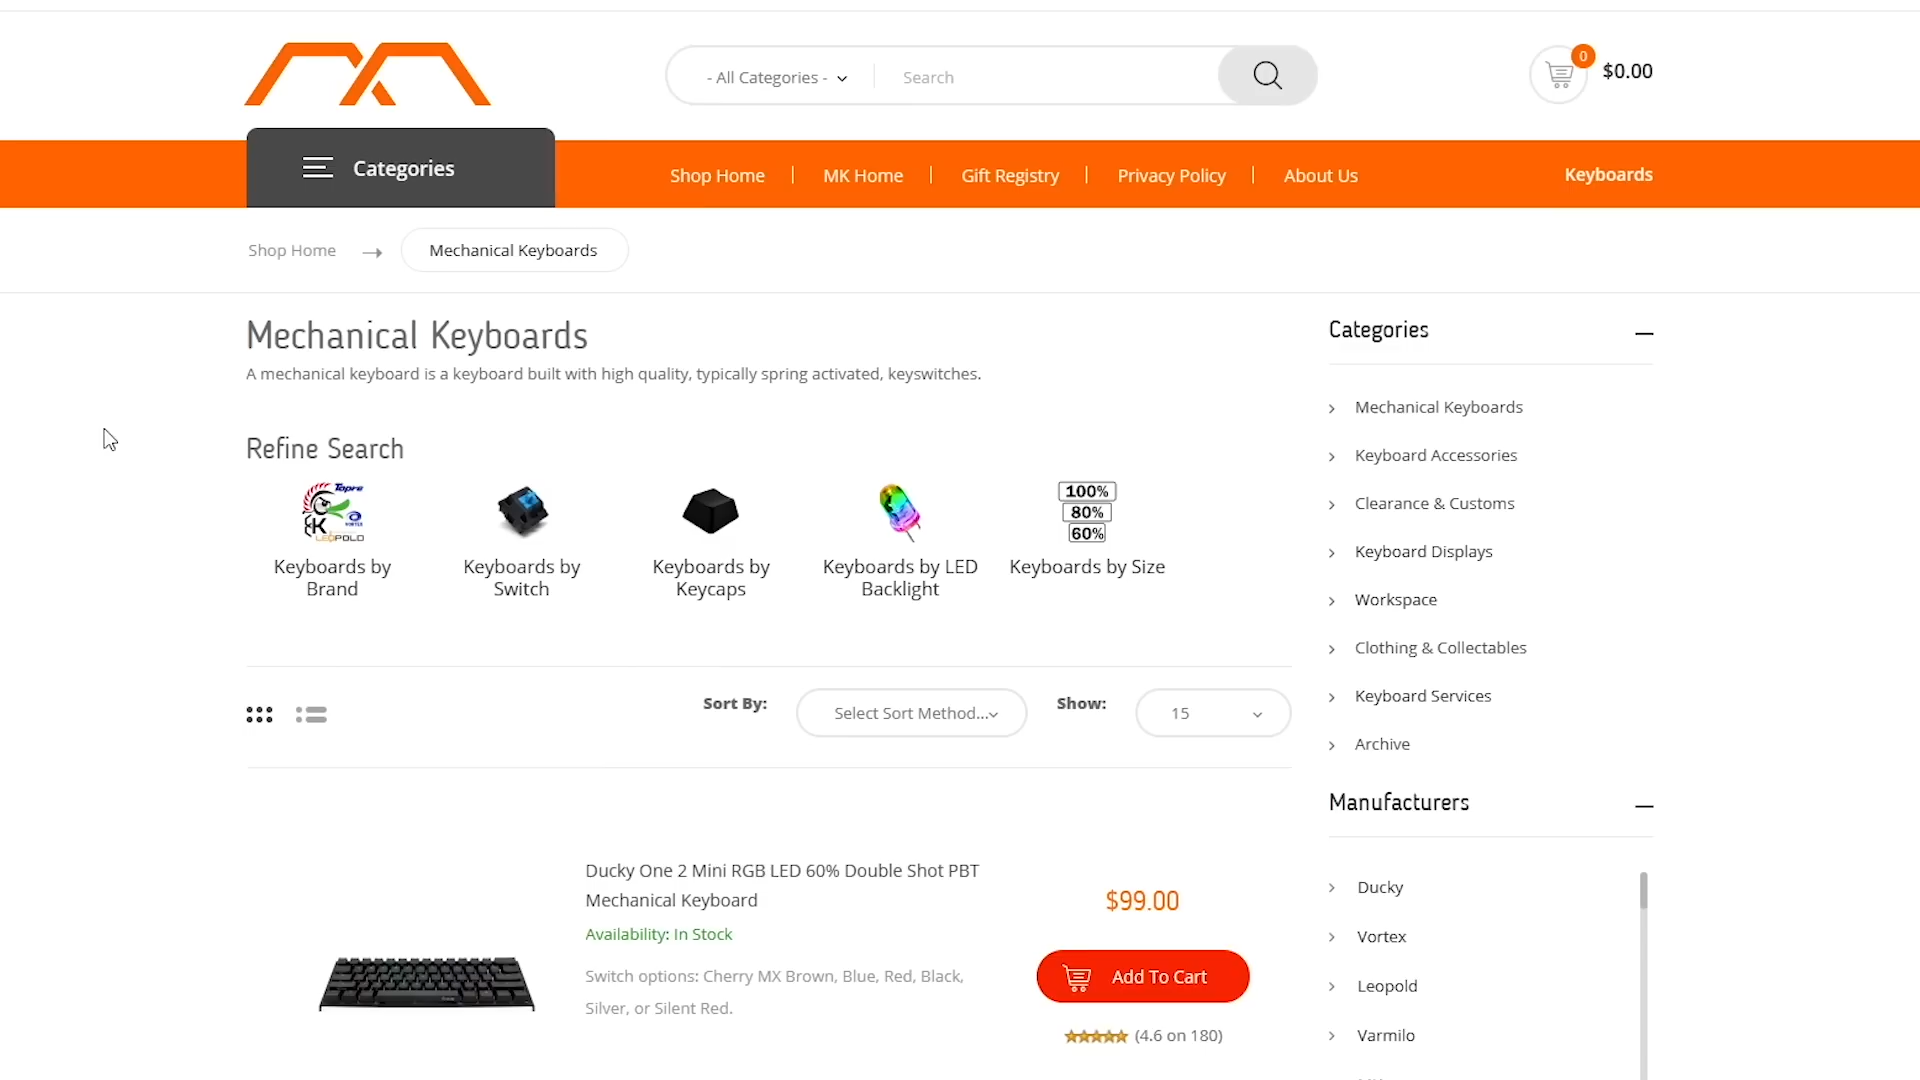 - All Categories -
Search
0
$0.00
Categories
Shop Home
MK Home
Gift Registry
Privacy Policy
About Us
Keyboards
Shop Home
Mechanical Keyboards
Mechanical Keyboards
A mechanical keyboard is a keyboard built with high quality, typically spring activated, keyswitches.
Refine Search
Topre
VORTEX
LEOPOLD
100%
80%
60%
Keyboards by
Brand
Keyboards by
Switch
Keyboards by
Keycaps
Keyboards by LED
Backlight
Keyboards by Size
Sort By:
Select Sort Method...
Show:
15
Ducky One 2 Mini RGB LED 60% Double Shot PBT
Mechanical Keyboard
Availability: In Stock
Switch options: Cherry MX Brown, Blue, Red, Black,
Silver, or Silent Red.
$99.00
Add To Cart
(4.6 on 180)
Categories
Mechanical Keyboards
Keyboard Accessories
Clearance & Customs
Keyboard Displays
Workspace
Clothing & Collectables
Keyboard Services
Archive
Manufacturers
Ducky
Vortex
Leopold
Varmilo